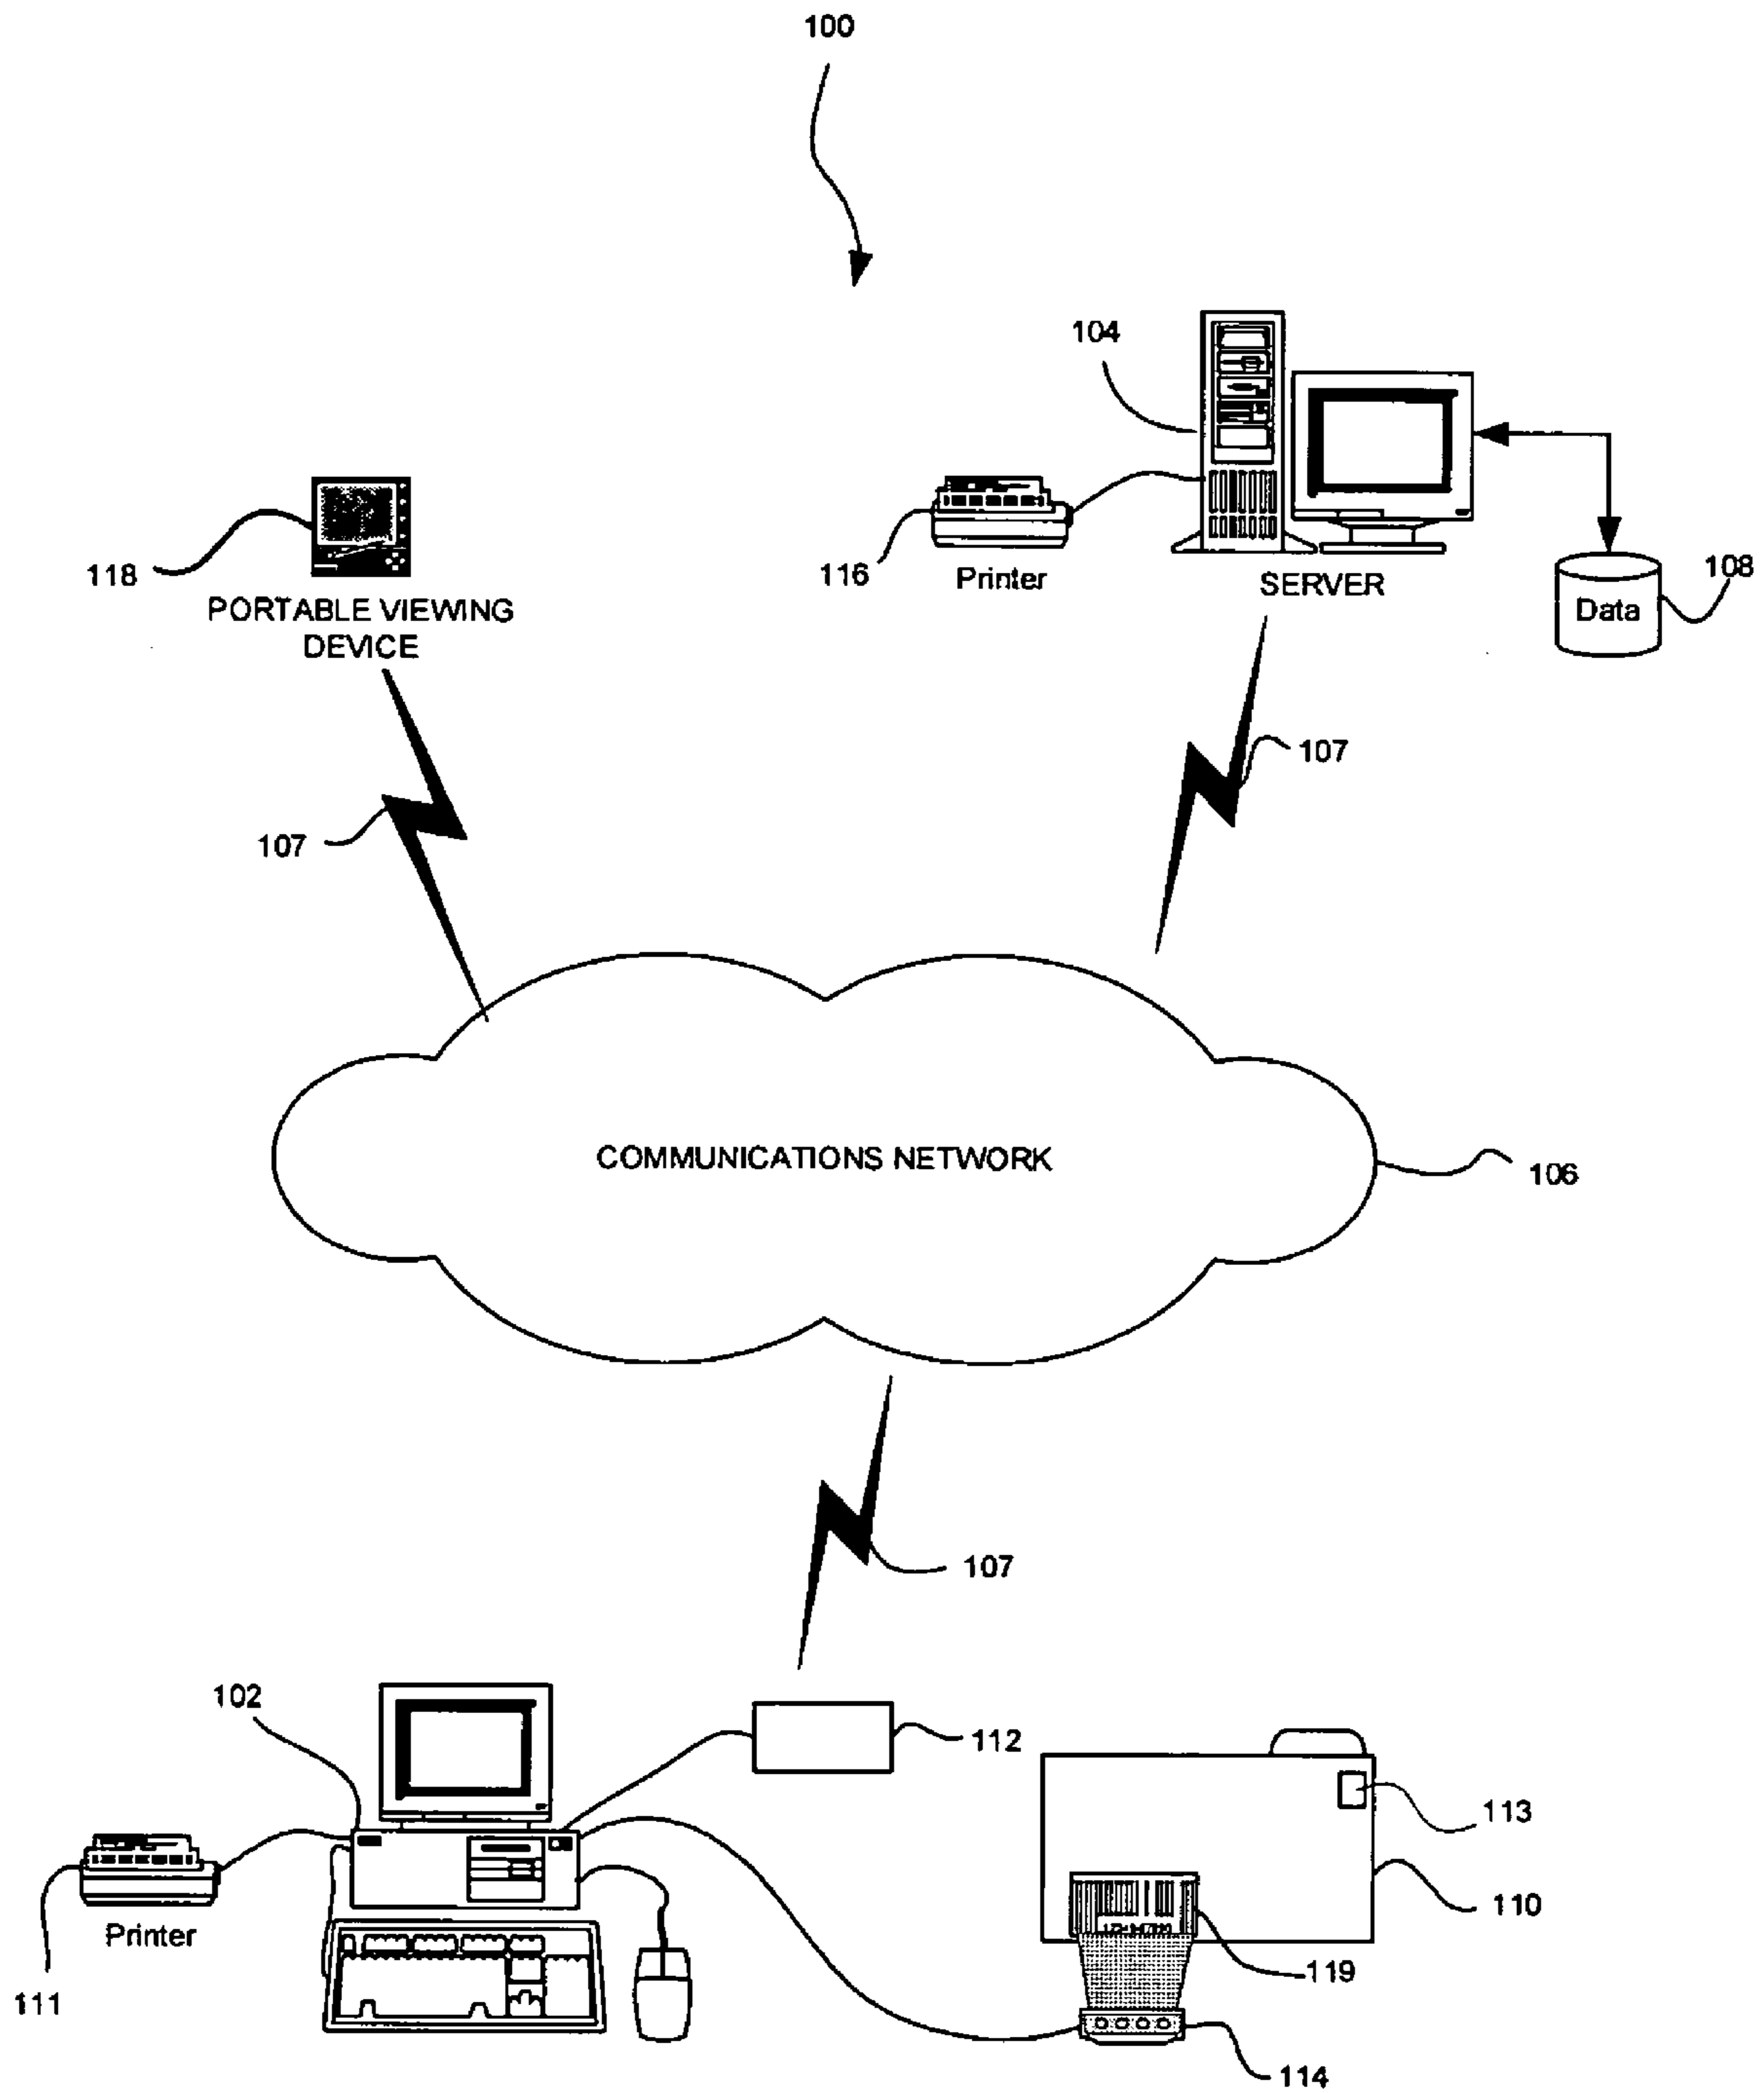 100
104
116
Printer
SERVER
108
Data
118
PORTABLE VIEWING
DEVICE
107
107
COMMUNICATIONS NETWORK
106
107
102
112
113
110
Printer
111
119
114